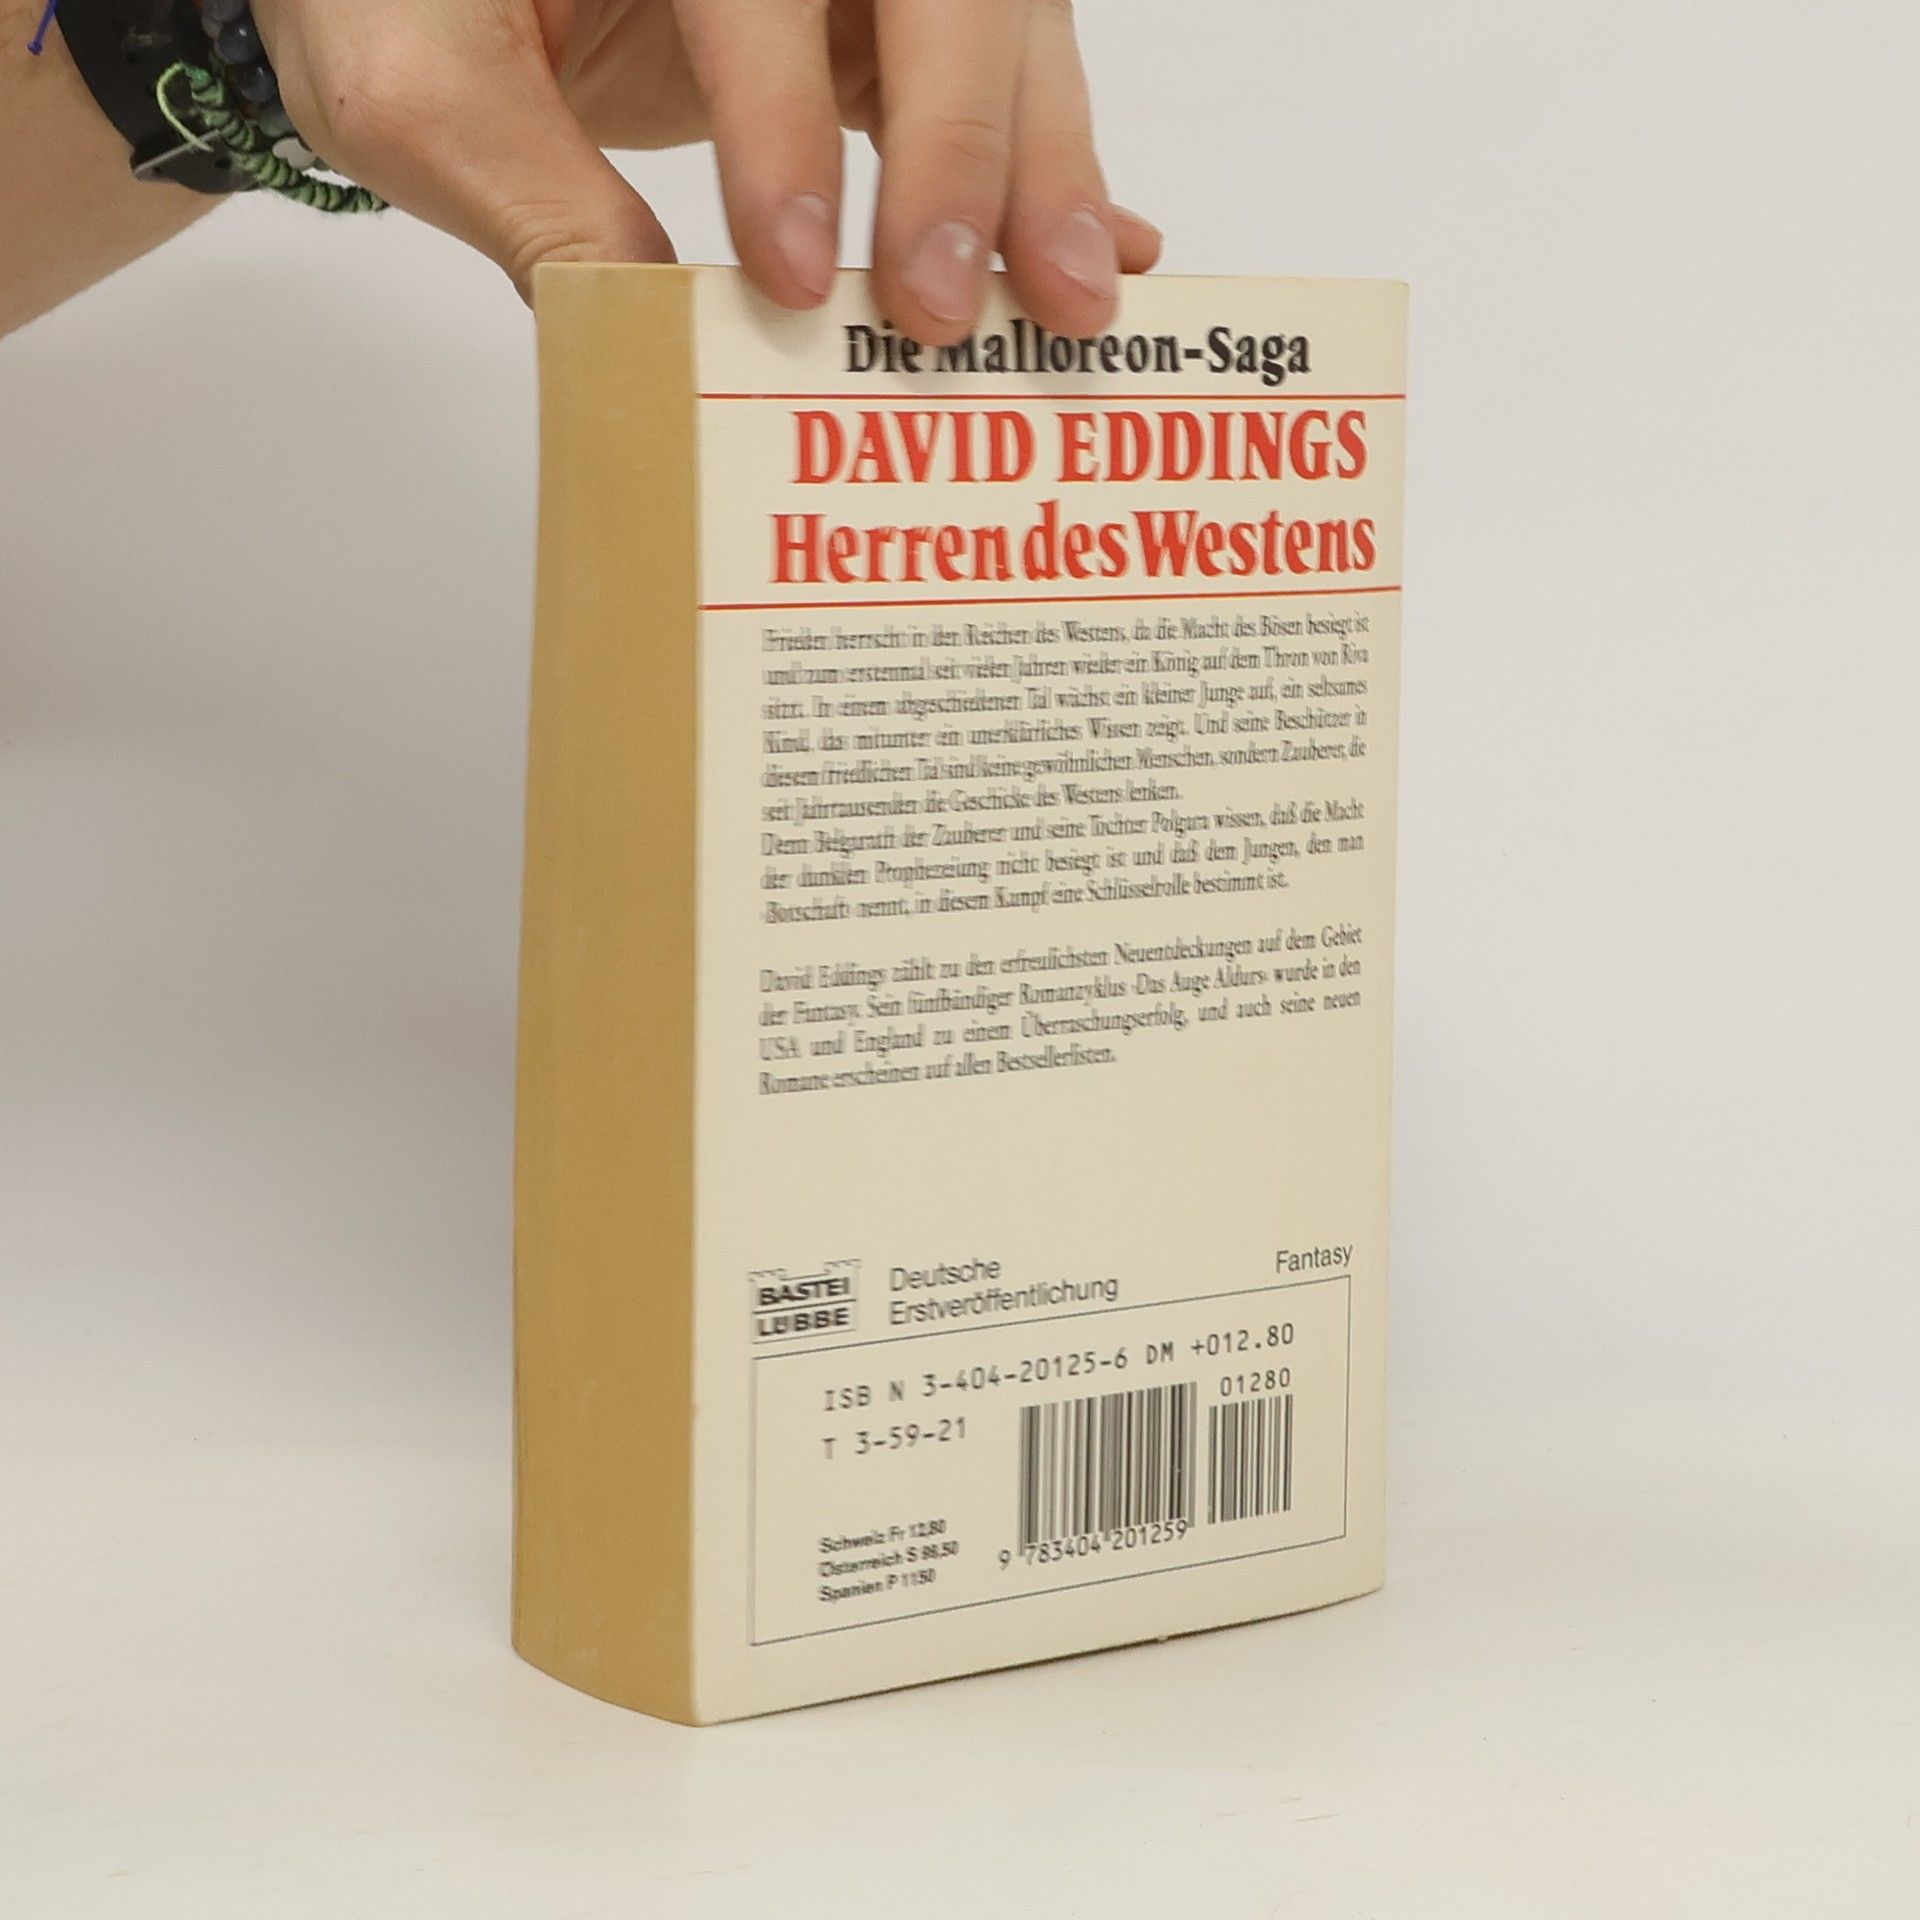 Die Malloreon-Saga
DAVID EDDINGS
Herren des Westens
Frieden herrscht in den Reichen des Westens, da die Macht des Bösen besiegt ist
und zum erstenmal seit vielen Jahren wieder ein König auf dem Thron von Riva
sitzt. In einem abgeschiedenen Tal wächst ein kleiner Junge auf, ein seltsames
Kind, das mitunter ein unerklärliches Wissen zeigt. Und seine Beschützer in
diesem friedlichen Tal sind keine gewöhnlichen Menschen, sondern Zauberer, die
seit Jahrtausenden die Geschicke des Westens lenken.
Denn Belgarath der Zauberer und seine Tochter Polgara wissen, daß die Macht
der dunklen Prophezeiung nicht besiegt ist und daß dem Jungen, den man
›Botschaft‹ nennt, in diesem Kampf eine Schlüsselrolle bestimmt ist.
David Eddings zählt zu den erfreulichsten Neuentdeckungen auf dem Gebiet
der Fantasy. Sein fünfbändiger Romanzyklus ›Das Auge Aldurs‹ wurde in den
USA und England zu einem Überraschungserfolg, und auch seine neuen
Romane erscheinen auf allen Bestsellerlisten.
BASTEI
LÜBBE
Deutsche
Erstveröffentlichung
Fantasy
ISB N 3-404-20125-6 DM +012.80
01280
T 3-59-21
Schweiz Fr 12.80
Österreich S 98,50
Spanien P 1150
9 783404 201259